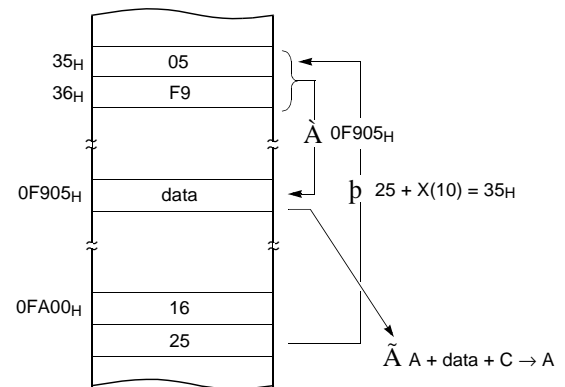 35H 05
36H F9
À 0F905H
0F905H data
þ 25 + X(10) = 35H
0FA00H 16
25
Ã A + data + C → A